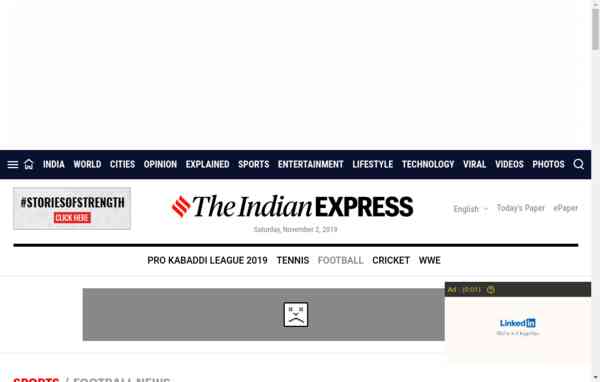 INDIA WORLD CITIES OPINION EXPLAINED SPORTS ENTERTAINMENT LIFESTYLE TECHNOLOGY VIRAL VIDEOS PHOTOS
#STORIESOFSTRENGTH
CLICK HERE
The Indian EXPRESS
English
Today's Paper
ePaper
Saturday, November 2, 2019
PRO KABADDI LEAGUE 2019 TENNIS FOOTBALL CRICKET WWE
Ad : (0:01)
LinkedIn
SPORTS / FOOTBALL NEWS